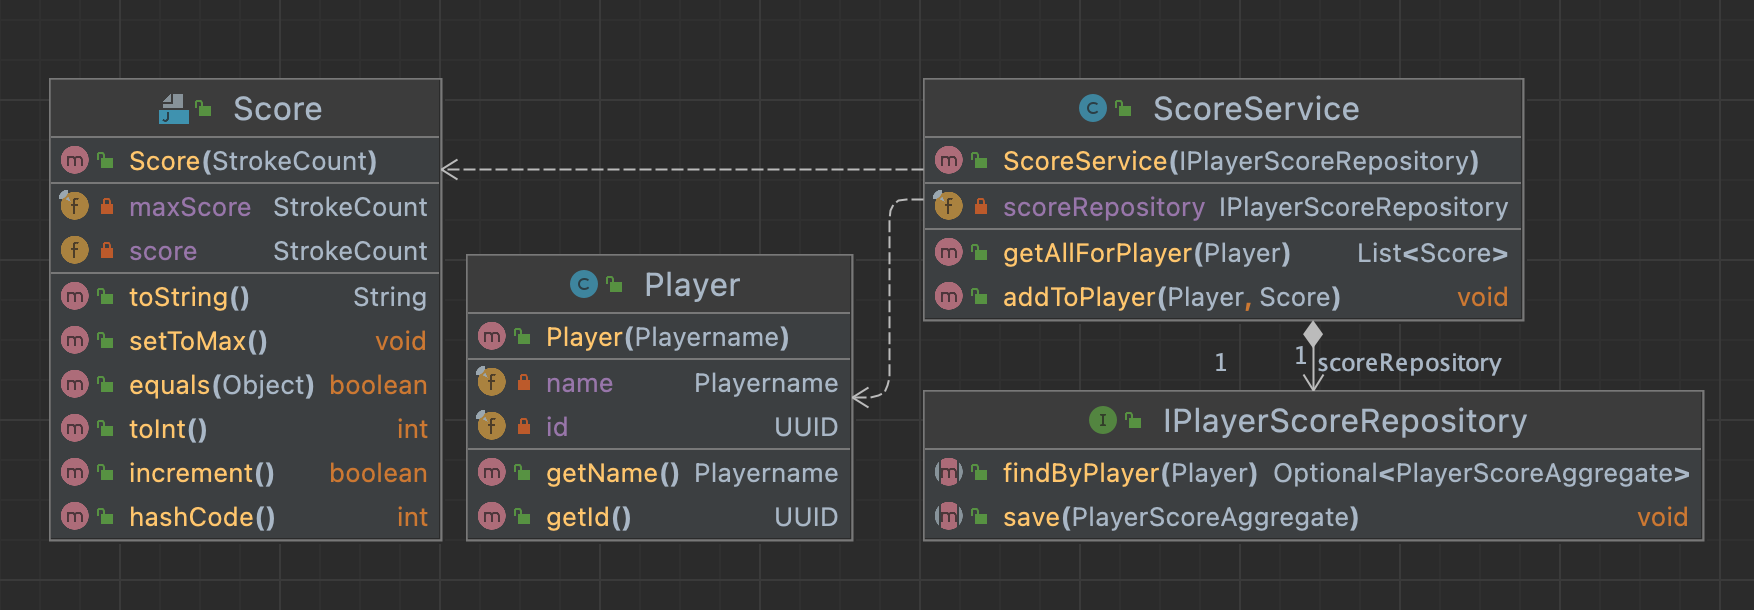 Score
Score(StrokeCount)
maxScore StrokeCount
score StrokeCount
toString() String
setToMax() void
equals(Object) boolean
toInt() int
increment() boolean
hashCode() int
Player
Player(Playername)
name Playername
id UUID
getName() Playername
getId() UUID
ScoreService
ScoreService(IPlayerScoreRepository)
scoreRepository IPlayerScoreRepository
getAllForPlayer(Player) List<Score>
addToPlayer(Player, Score) void
1 1 scoreRepository
IPlayerScoreRepository
findByPlayer(Player) Optional<PlayerScoreAggregate>
save(PlayerScoreAggregate) void